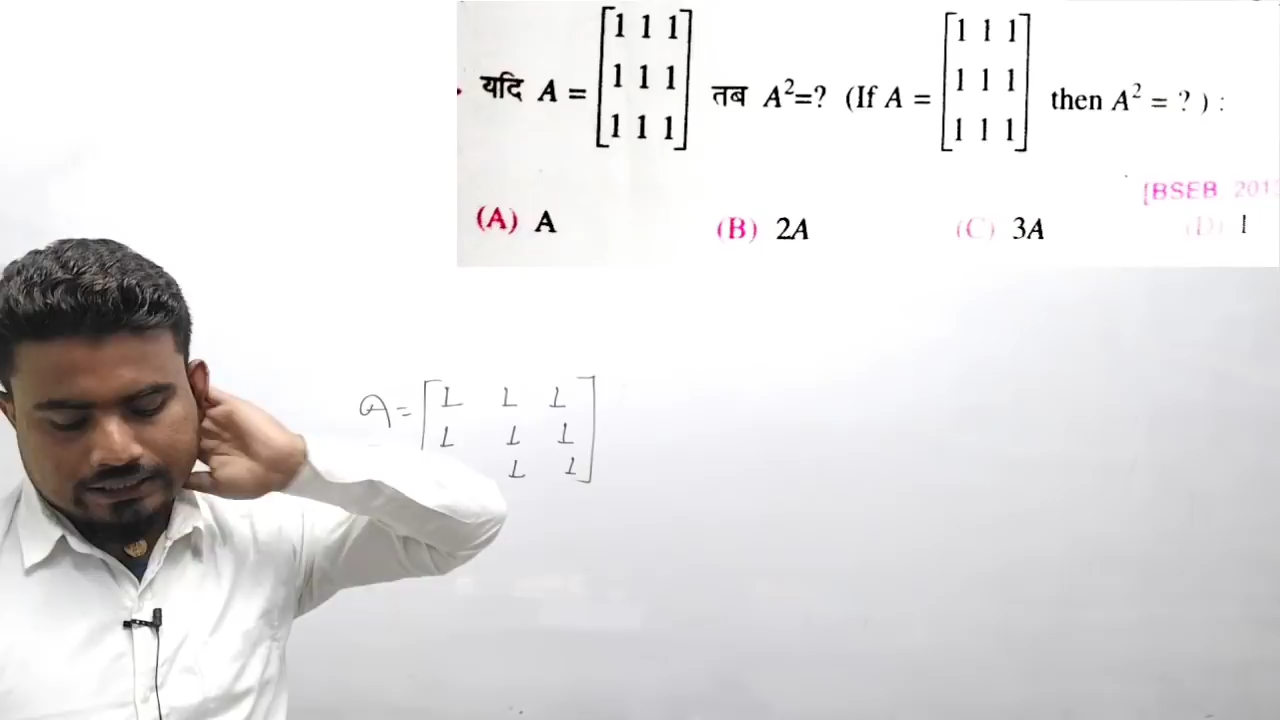 यदि A = [1 1 1
1 1 1
1 1 1] तब A²=? (If A = [1 1 1
1 1 1
1 1 1] then A² = ? ) :
[BSEB, 201
(A) A (B) 2A (C) 3A (D) I
A = [1 1 1
1 1 1
1 1]